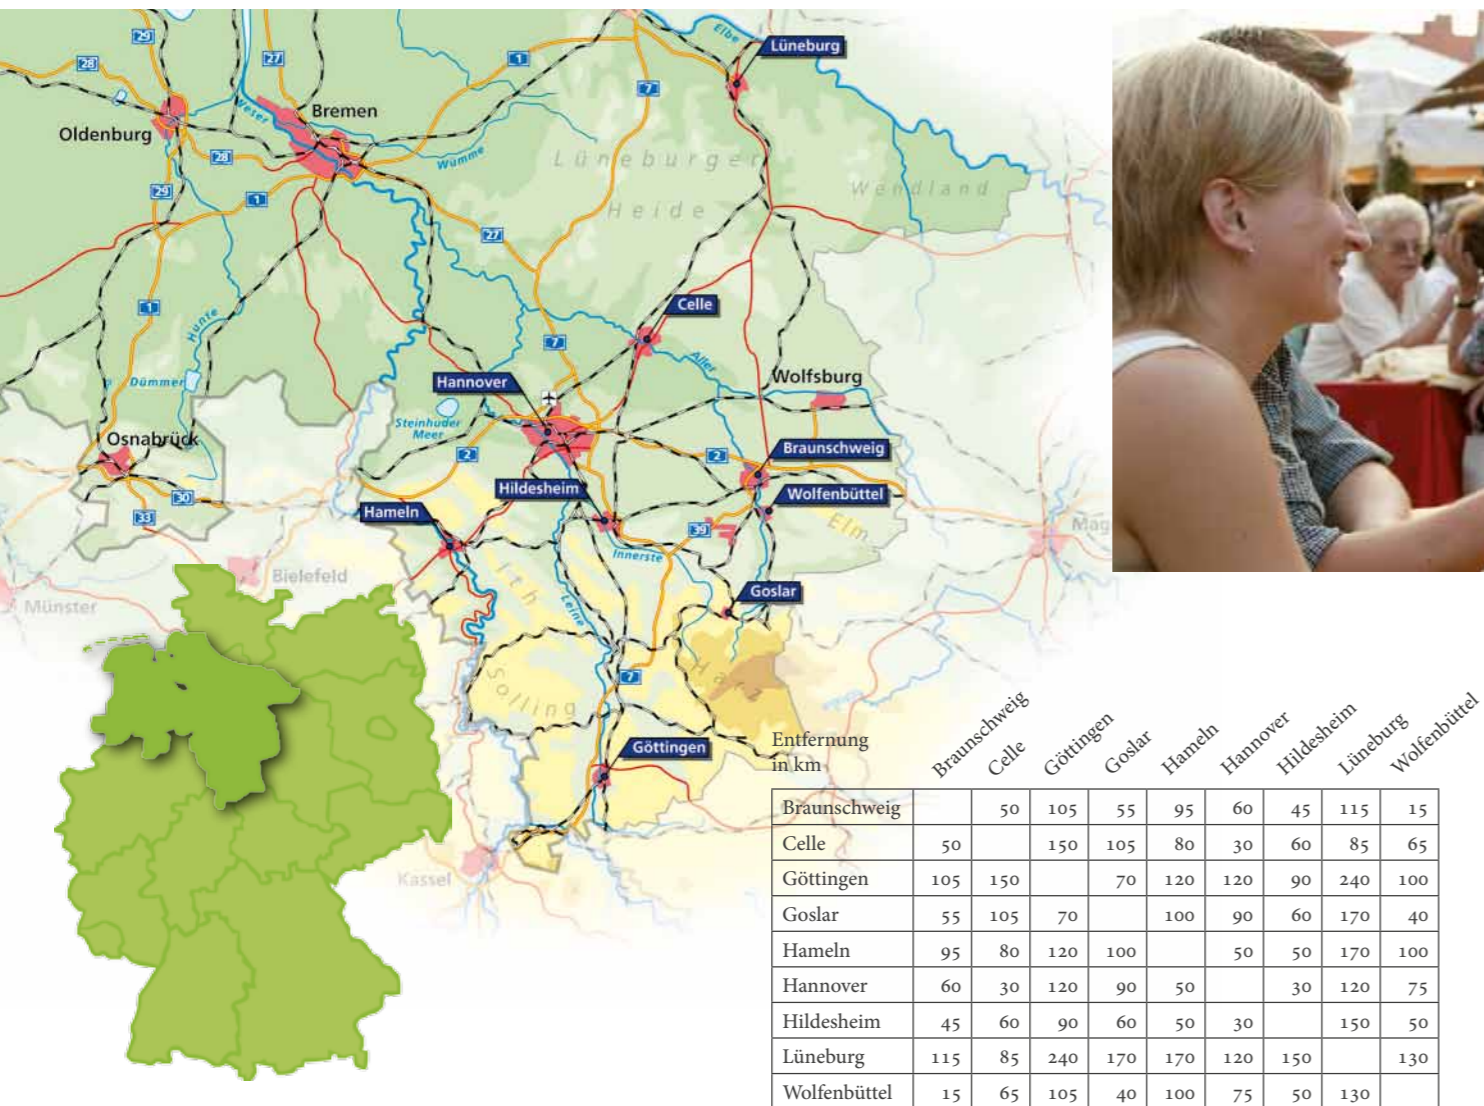 29
27
Elbe
Lüneburg
28
1
7
Bremen
Weser
Oldenburg
28
Wümme
Lüneburger
Heide
Wendland
29
1
27
Celle
1
Hunte
7
Aller
Dümmer
Hannover
Wolfsburg
Steinhuder
Meer
Osnabrück
2
2
Braunschweig
Hildesheim
Wolfenbüttel
30
33
Hameln
39
Elm
Mag
Innerste
Bielefeld
Münster
Ith
Leine
Goslar
Harz
Solling
7
Göttingen
Kassel
Entfernung
in km
Braunschweig Celle Göttingen Goslar Hameln Hannover Hildesheim Lüneburg Wolfenbüttel
Braunschweig 50 105 55 95 60 45 115 15
Celle 50 150 105 80 30 60 85 65
Göttingen 105 150 70 120 120 90 240 100
Goslar 55 105 70 100 90 60 170 40
Hameln 95 80 120 100 50 50 170 100
Hannover 60 30 120 90 50 30 120 75
Hildesheim 45 60 90 60 50 30 150 50
Lüneburg 115 85 240 170 170 120 150 130
Wolfenbüttel 15 65 105 40 100 75 50 130